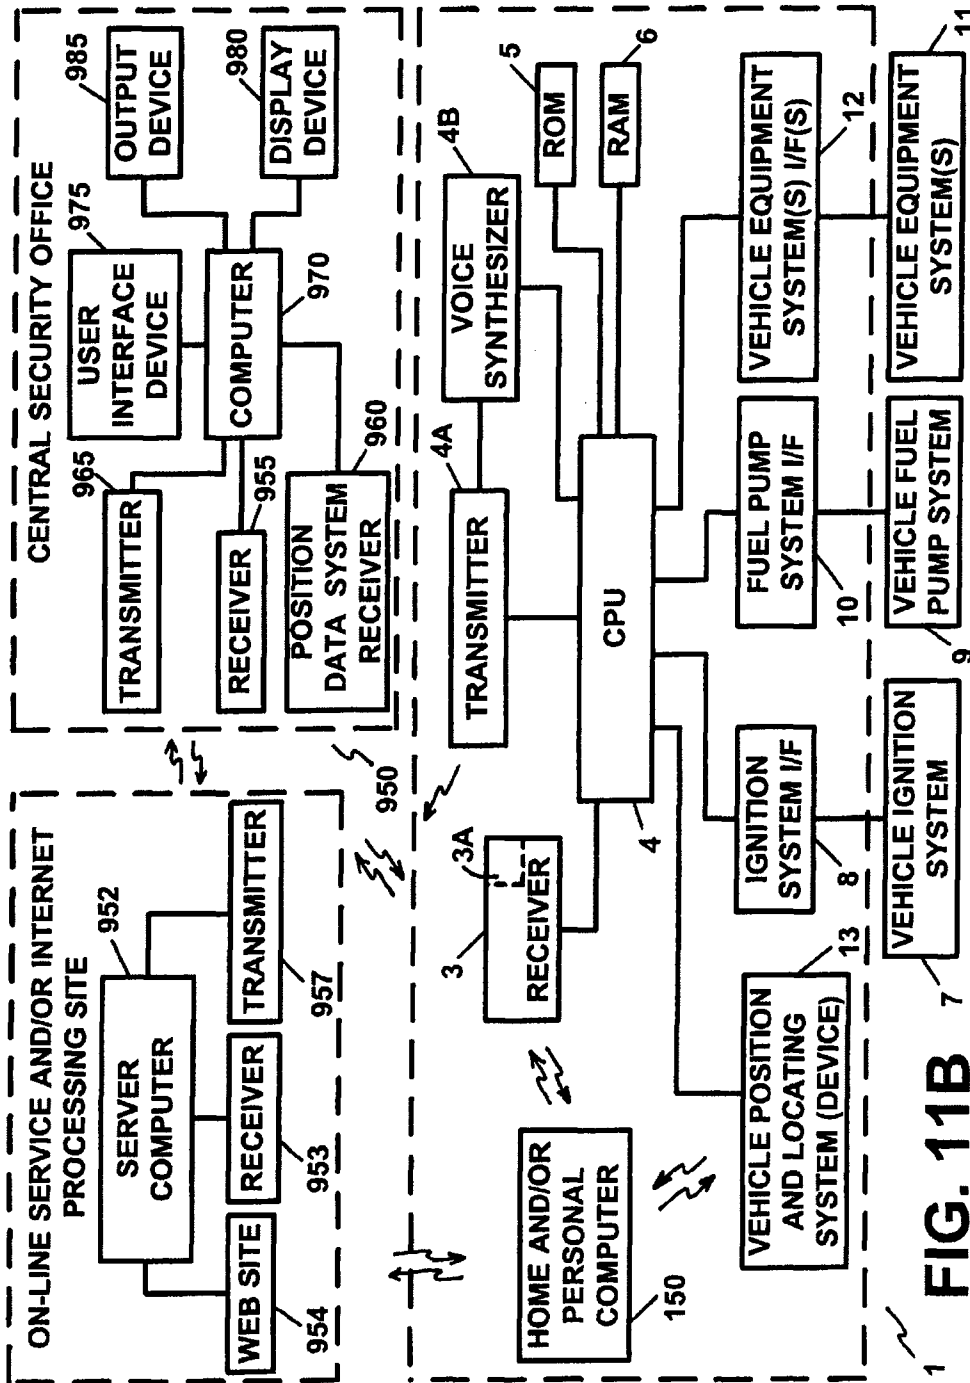 ON-LINE SERVICE AND/OR INTERNET
PROCESSING SITE
SERVER
COMPUTER
952
WEB SITE
954
RECEIVER
953
TRANSMITTER
957
CENTRAL SECURITY OFFICE
TRANSMITTER
965
RECEIVER
955
POSITION
DATA SYSTEM
RECEIVER
960
USER
INTERFACE
DEVICE
975
COMPUTER
970
OUTPUT
DEVICE
985
DISPLAY
DEVICE
980
950
HOME AND/OR
PERSONAL
COMPUTER
150
3
3A
RECEIVER
TRANSMITTER
4A
VOICE
SYNTHESIZER
4B
CPU
4
ROM
5
RAM
6
VEHICLE POSITION
AND LOCATING
SYSTEM (DEVICE)
13
IGNITION
SYSTEM I/F
8
FUEL PUMP
SYSTEM I/F
10
VEHICLE EQUIPMENT
SYSTEM(S) I/F(S)
12
VEHICLE IGNITION
SYSTEM
7
VEHICLE FUEL
PUMP SYSTEM
9
VEHICLE EQUIPMENT
SYSTEM(S)
11
1
FIG. 11B